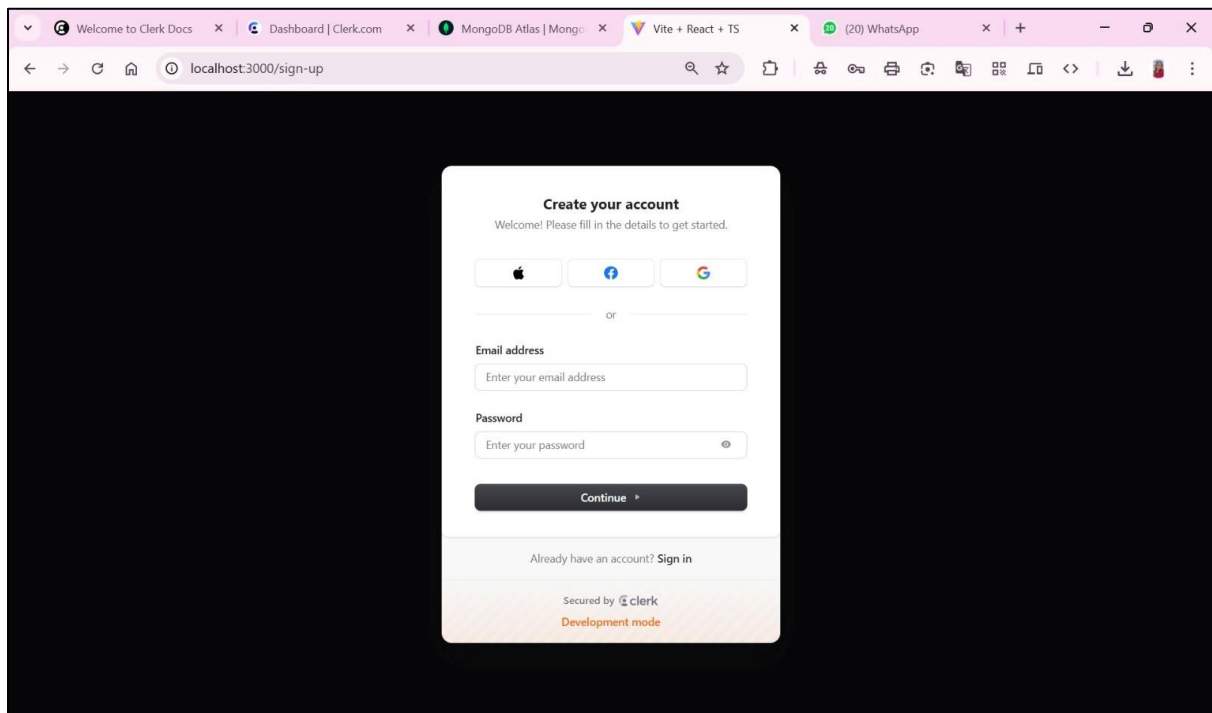 Welcome to Clerk Docs
Dashboard | Clerk.com
MongoDB Atlas | Mongo
Vite + React + TS
20 (20) WhatsApp
localhost:3000/sign-up
Create your account
Welcome! Please fill in the details to get started.
or
Email address
Enter your email address
Password
Enter your password
Continue
Already have an account? Sign in
Secured by clerk
Development mode